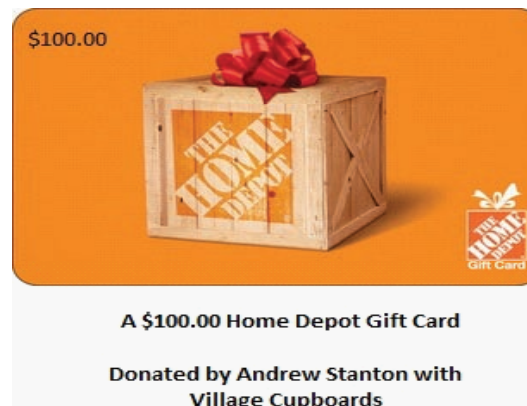 $100.00
THE
HOME
DEPOT
THE
HOME
DEPOT
Gift Card
A $100.00 Home Depot Gift Card
Donated by Andrew Stanton with
Village Cupboards